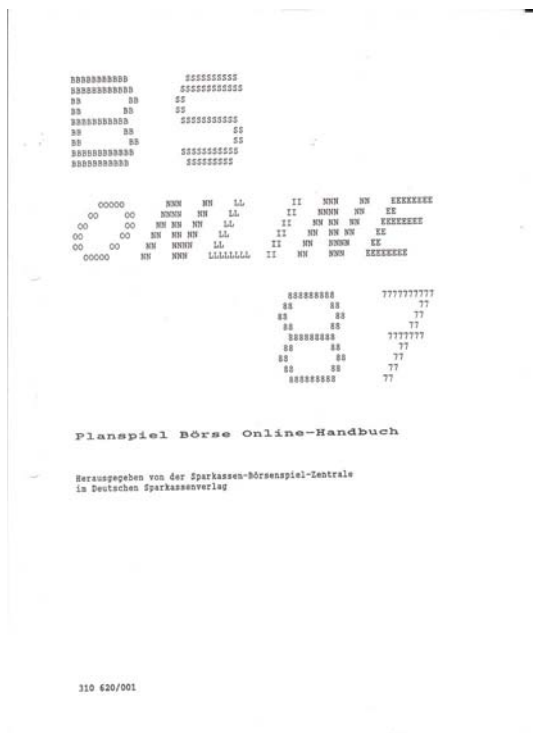 BS
ONLINE
87
Planspiel Börse Online-Handbuch
Herausgegeben von der Sparkassen-Börsenspiel-Zentrale
im Deutschen Sparkassenverlag
310 620/001